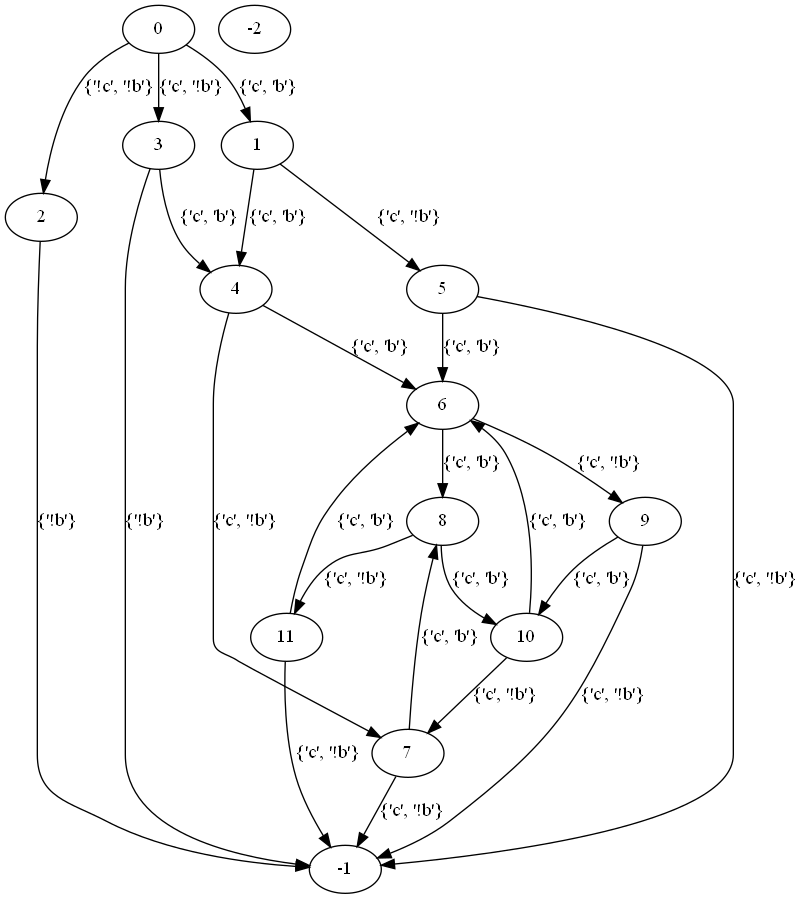 0
-2
{'!c', '!b'}
{'c', '!b'}
{'c', 'b'}
3
1
2
{'c', 'b'}
{'c', 'b'}
{'c', '!b'}
4
5
{'c', 'b'}
{'c', 'b'}
6
{'c', 'b'}
{'c', '!b'}
{'!b'}
{'!b'}
{'c', '!b'}
{'c', 'b'}
8
{'c', 'b'}
9
{'c', '!b'}
{'c', '!b'}
{'c', 'b'}
{'c', 'b'}
11
10
{'c', 'b'}
{'c', '!b'}
{'c', '!b'}
{'c', '!b'}
7
{'c', '!b'}
-1